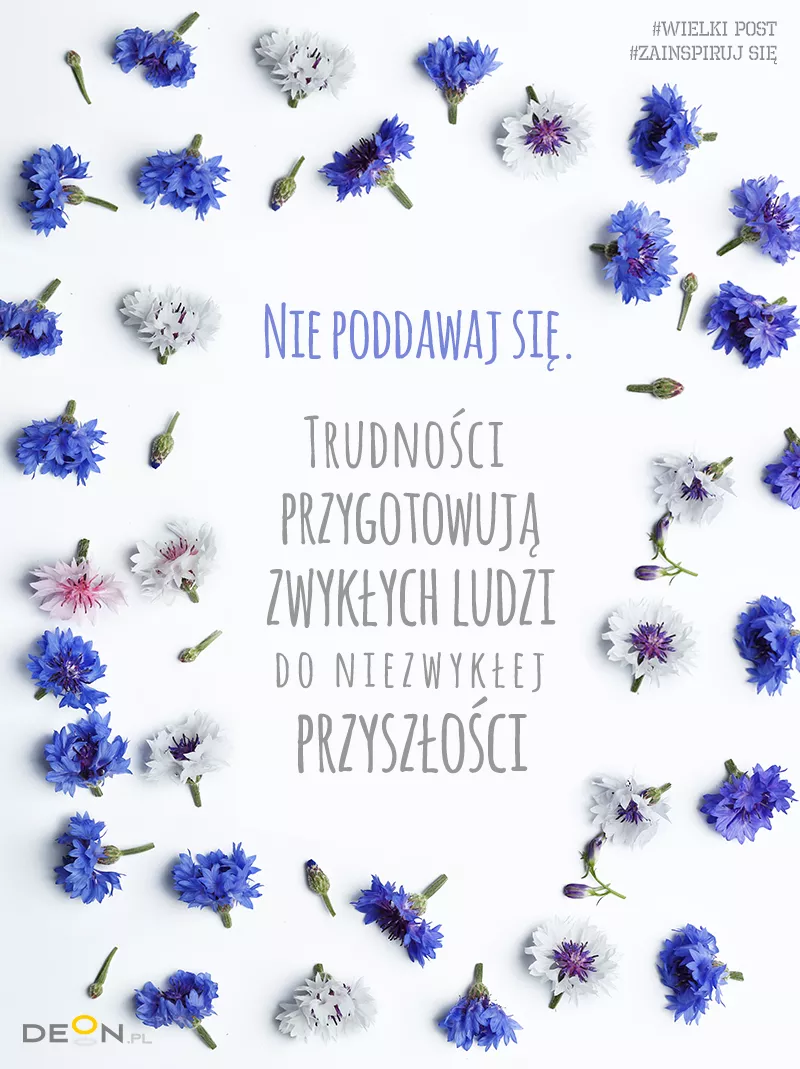 #WIELKI POST
#ZAINSPIRUJ SIĘ
NIE PODDAWAJ SIĘ.
TRUDNOŚCI
PRZYGOTOWUJĄ
ZWYKŁYCH LUDZI
DO NIEZWYKŁEJ
PRZYSZŁOŚCI
DEON.PL